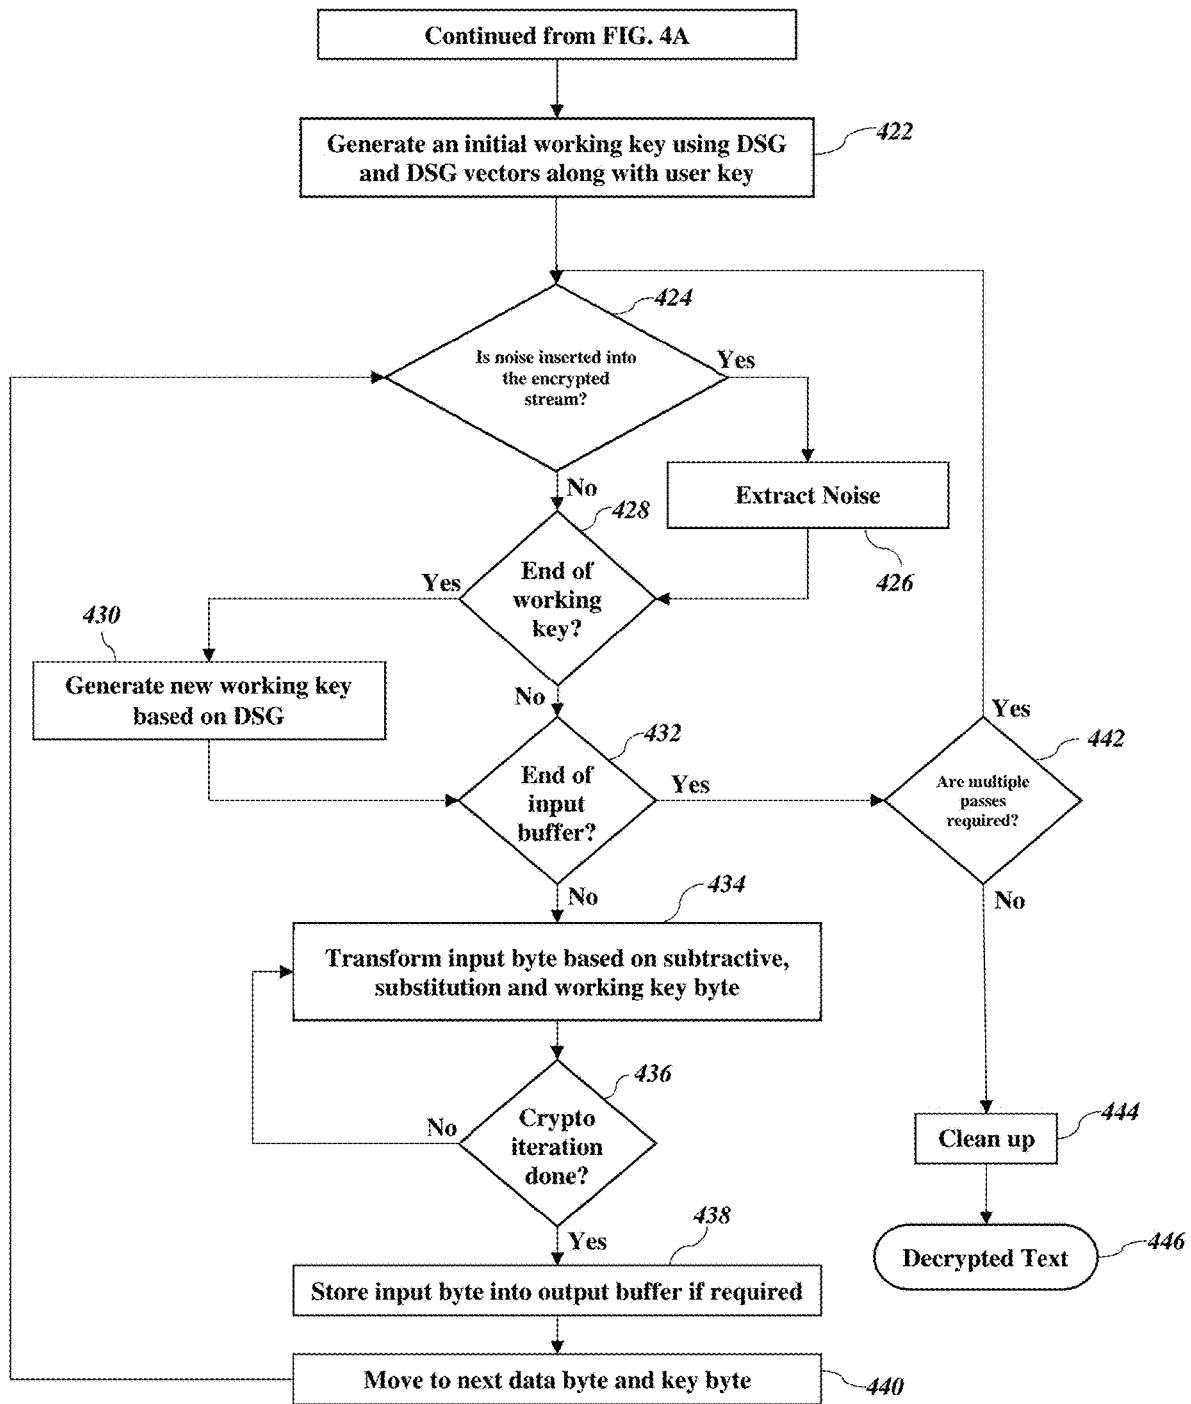 Continued from FIG. 4A
422
Generate an initial working key using DSG
and DSG vectors along with user key
424
Is noise inserted into
the encrypted
stream?
Yes
No
Extract Noise
426
428
End of
working
key?
Yes
No
430
Generate new working key
based on DSG
432
End of
input
buffer?
Yes
No
Yes
442
Are multiple
passes
required?
No
434
Transform input byte based on subtractive,
substitution and working key byte
436
Crypto
iteration
done?
No
Yes
444
Clean up
438
Store input byte into output buffer if required
Decrypted Text
446
Move to next data byte and key byte
440